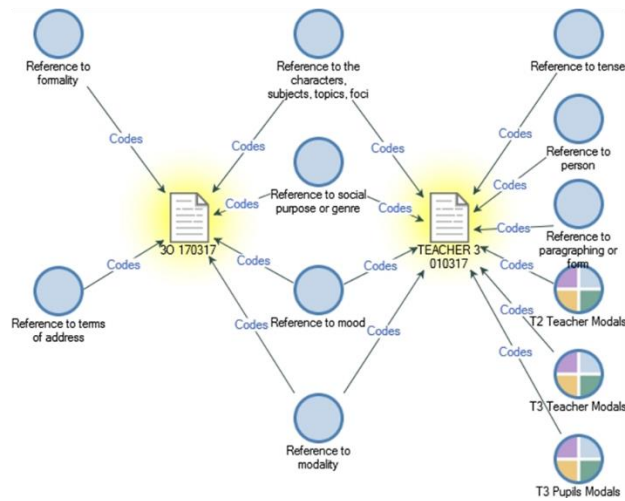 Reference to
formality
Reference to the
characters,
subjects, topics, foci
Reference to tense
Codes
Codes
Codes
Codes
Reference to
person
Reference to social
purpose or genre
Codes
Codes
Codes
Codes
3O 170317
TEACHER 3
010317
Reference to
paragraphing or
form
Codes
Codes
Codes
Codes
Reference to terms
of address
Reference to mood
T2 Teacher Modals
Codes
Codes
Codes
Codes
T3 Teacher Modals
Reference to
modality
T3 Pupils Modals